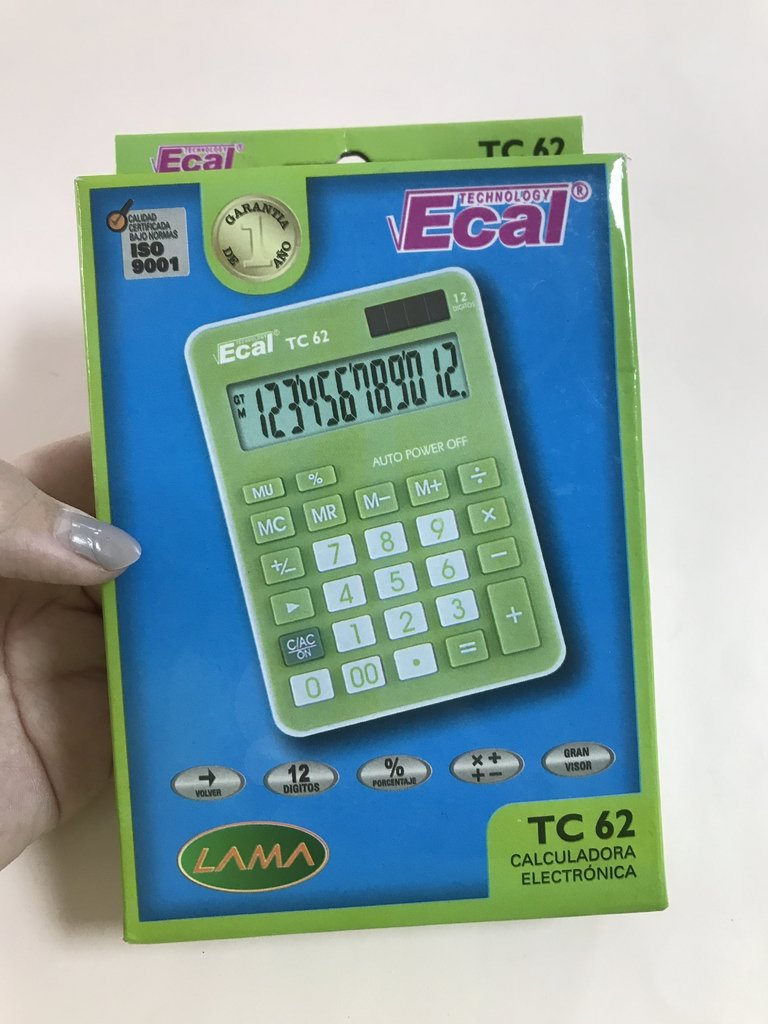 TECHNOLOGY
Ecal
TC 62
CALIDAD
CERTIFICADA
BAJO NORMAS
ISO
9001
GARANTIA
DE 1 AÑO
TECHNOLOGY
Ecal®
12
DIGITOS
Ecal® TC 62
GT
M
123456789012.
AUTO POWER OFF
MU % ÷
MC MR M− M+ ×
+/− 7 8 9 −
▶ 4 5 6 +
C/AC
ON
1 2 3 =
0 00 •
→
VOLVER
12
DIGITOS
%
PORCENTAJE
× +
+ −
GRAN
VISOR
LAMA
TC 62
CALCULADORA
ELECTRÓNICA